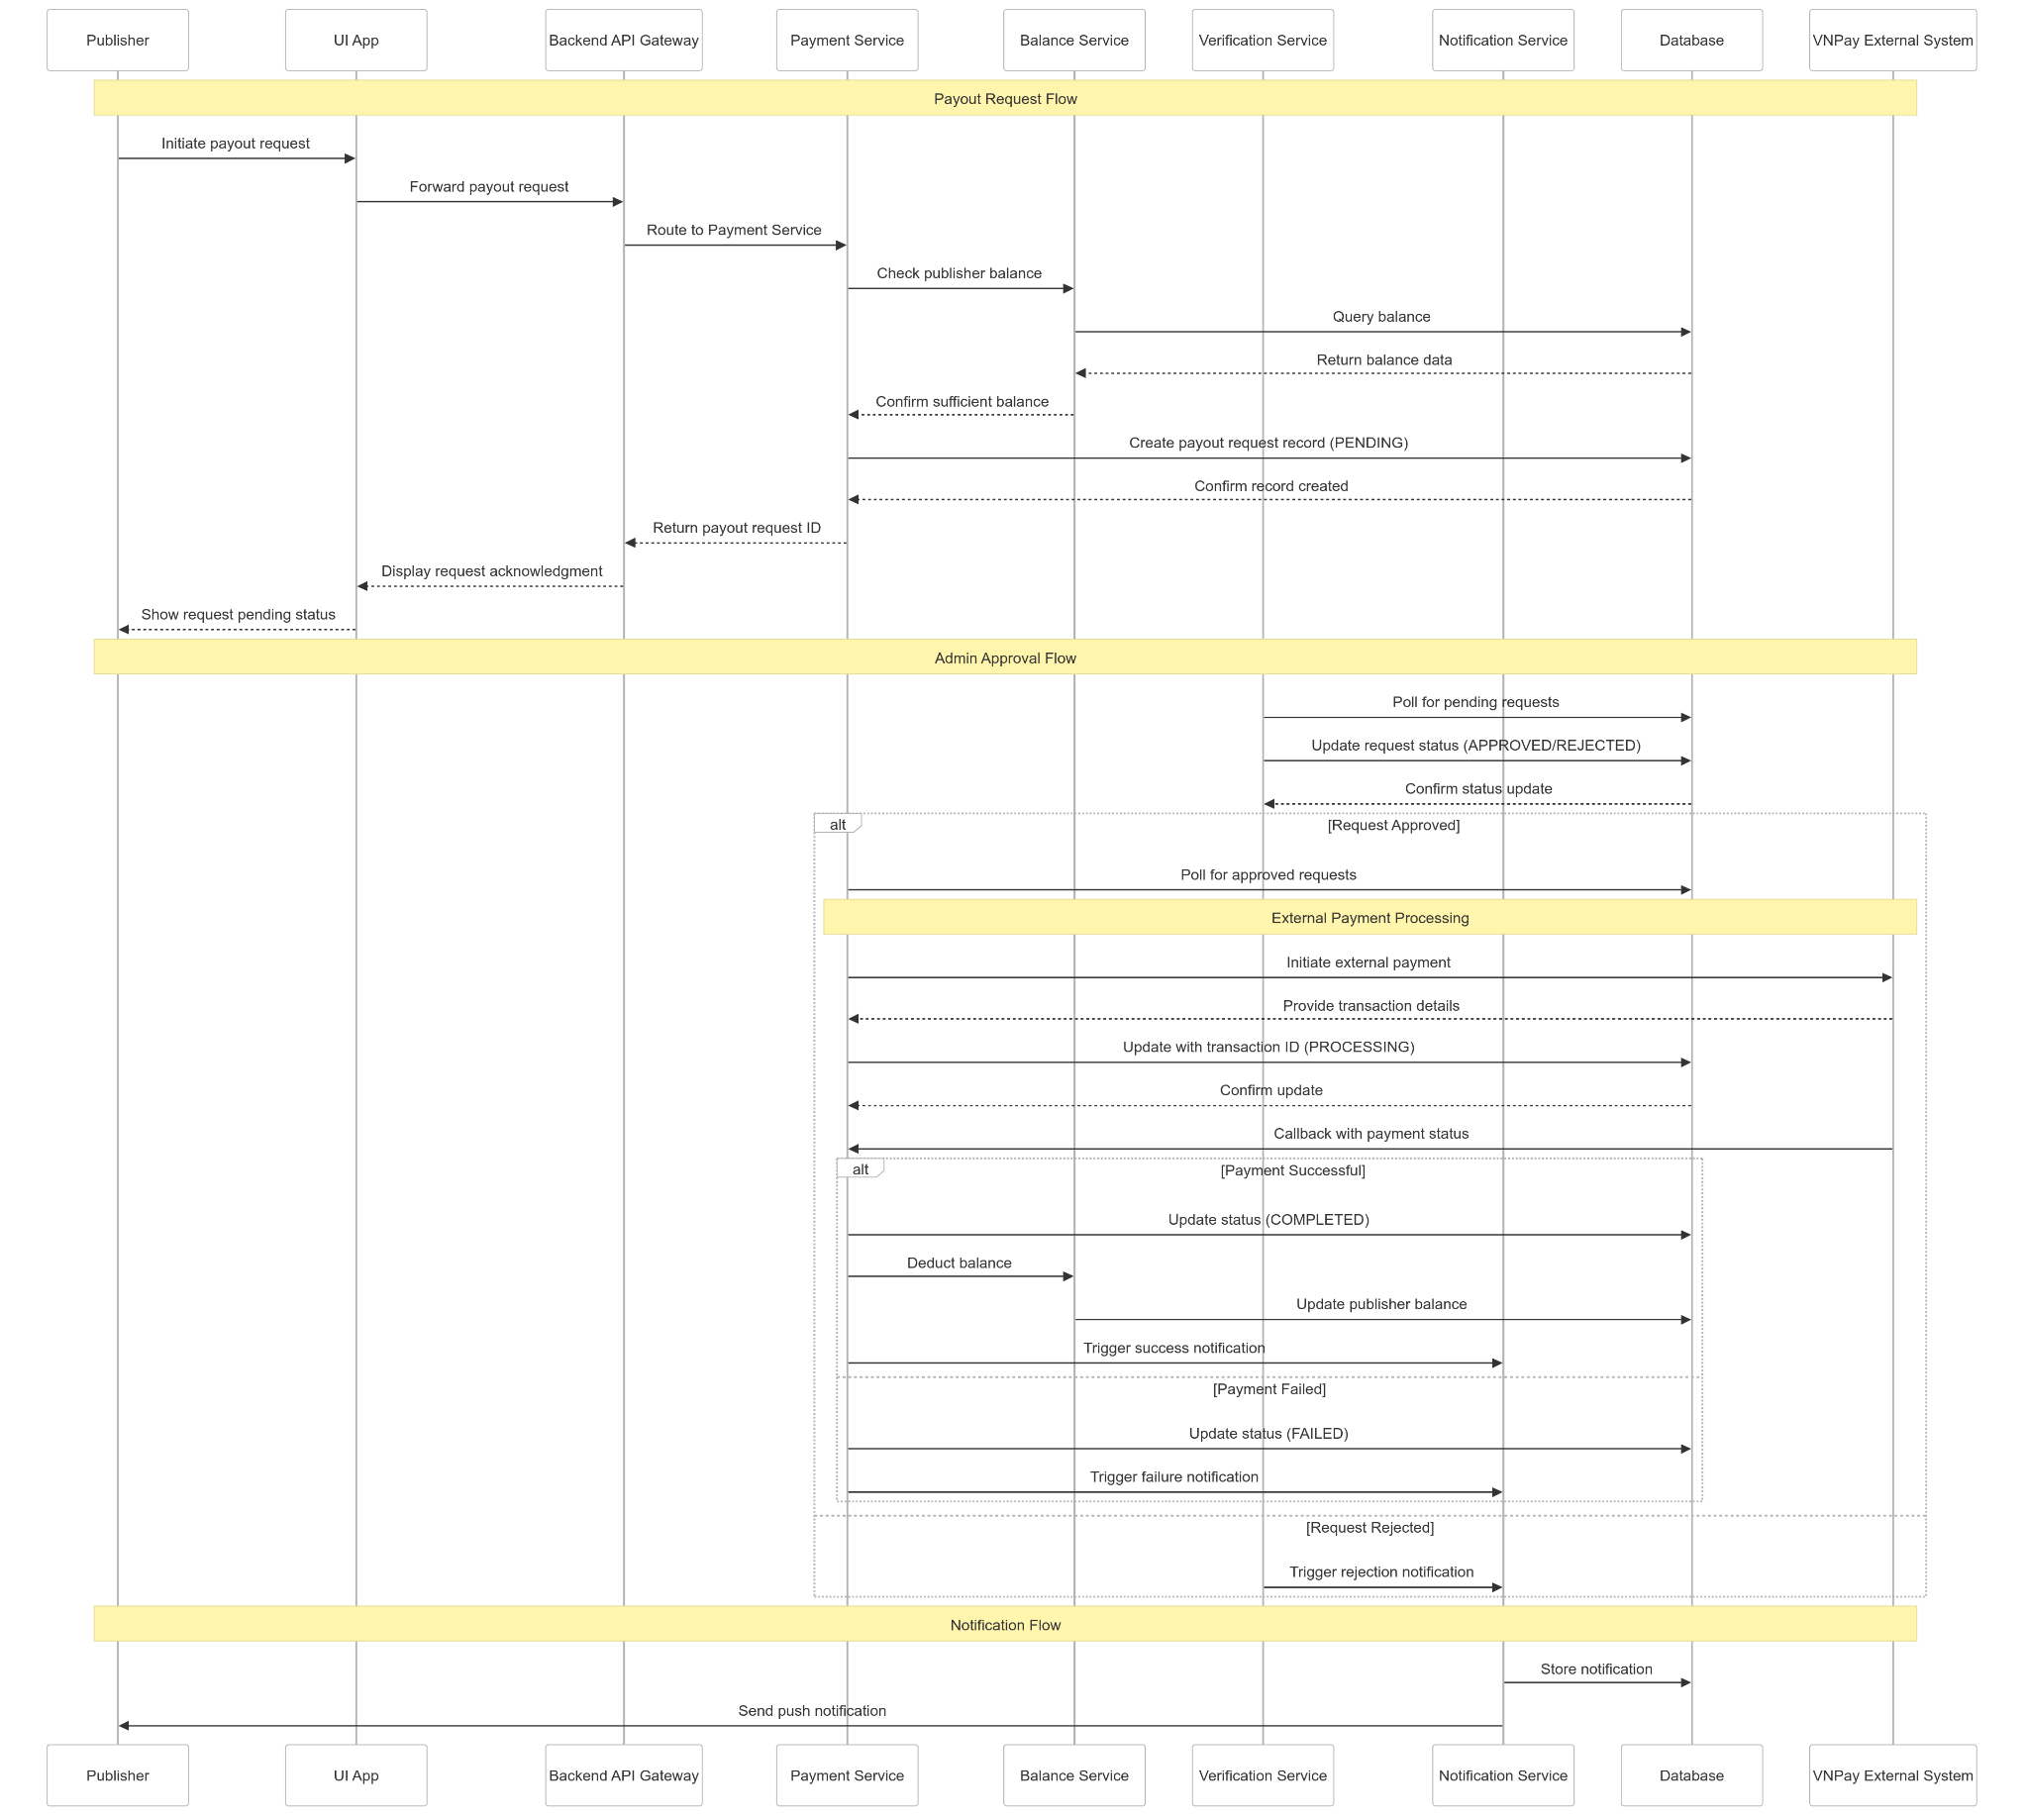 Publisher
UI App
Backend API Gateway
Payment Service
Balance Service
Verification Service
Notification Service
Database
VNPay External System
Payout Request Flow
Initiate payout request
Forward payout request
Route to Payment Service
Check publisher balance
Query balance
Return balance data
Confirm sufficient balance
Create payout request record (PENDING)
Confirm record created
Return payout request ID
Display request acknowledgment
Show request pending status
Admin Approval Flow
Poll for pending requests
Update request status (APPROVED/REJECTED)
Confirm status update
alt
[Request Approved]
Poll for approved requests
External Payment Processing
Initiate external payment
Provide transaction details
Update with transaction ID (PROCESSING)
Confirm update
Callback with payment status
alt
[Payment Successful]
Update status (COMPLETED)
Deduct balance
Update publisher balance
Trigger success notification
[Payment Failed]
Update status (FAILED)
Trigger failure notification
[Request Rejected]
Trigger rejection notification
Notification Flow
Store notification
Send push notification
Publisher
UI App
Backend API Gateway
Payment Service
Balance Service
Verification Service
Notification Service
Database
VNPay External System